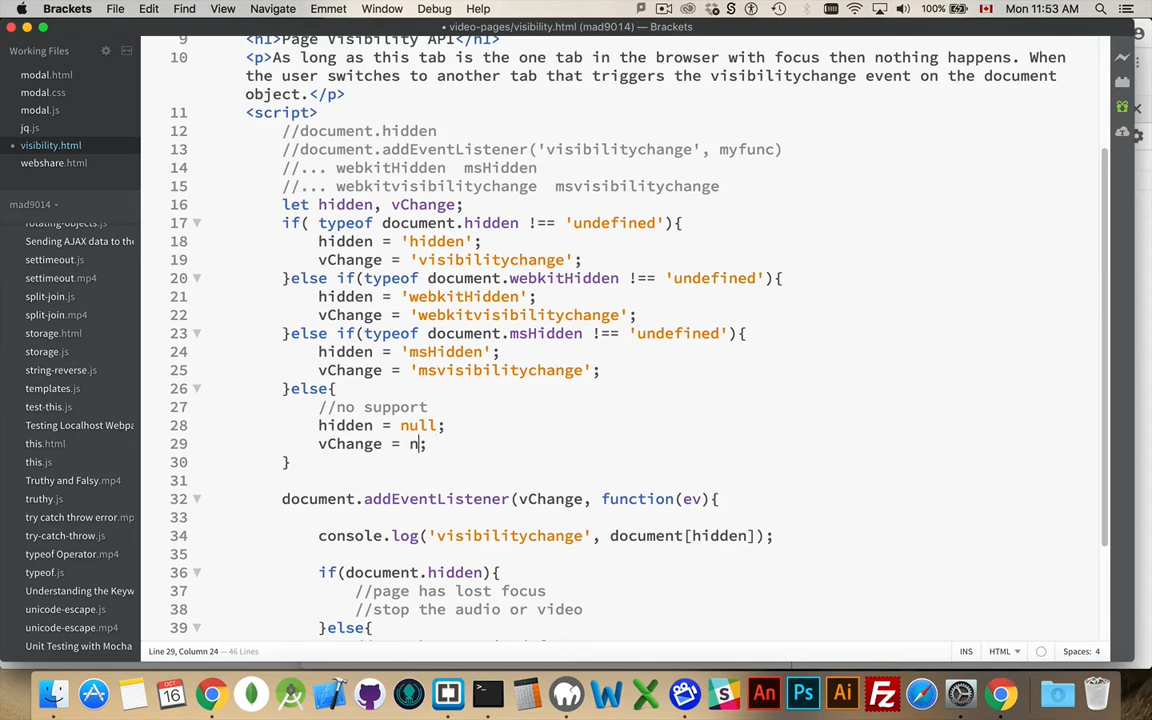 Brackets File Edit Find View Navigate Emmet Window Debug Help 100% Mon 11:53 AM
• video-pages/visibility.html (mad9014) — Brackets
Working Files
modal.html
modal.css
modal.js
jq.js
• visibility.html
webshare.html
mad9014
rotating-objects.js
Sending AJAX data to the
settimeout.js
settimeout.mp4
split-join.js
split-join.mp4
storage.html
storage.js
string-reverse.js
templates.js
test-this.js
Testing Localhost Webpa
this.html
this.js
Truthy and Falsy.mp4
truthy.js
try catch throw error.mp
try-catch-throw.js
typeof Operator.mp4
typeof.js
Understanding the Keyw
unicode-escape.js
unicode-escape.mp4
Unit Testing with Mocha
9 <h1>Page Visibility API</h1>
10 <p>As long as this tab is the one tab in the browser with focus then nothing happens. When
the user switches to another tab that triggers the visibilitychange event on the document
object.</p>
11 <script>
12 //document.hidden
13 //document.addEventListener('visibilitychange', myfunc)
14 //... webkitHidden  msHidden
15 //... webkitvisibilitychange  msvisibilitychange
16 let hidden, vChange;
17 if( typeof document.hidden !== 'undefined'){
18 hidden = 'hidden';
19 vChange = 'visibilitychange';
20 }else if(typeof document.webkitHidden !== 'undefined'){
21 hidden = 'webkitHidden';
22 vChange = 'webkitvisibilitychange';
23 }else if(typeof document.msHidden !== 'undefined'){
24 hidden = 'msHidden';
25 vChange = 'msvisibilitychange';
26 }else{
27 //no support
28 hidden = null;
29 vChange = n;
30 }
31
32 document.addEventListener(vChange, function(ev){
33
34 console.log('visibilitychange', document[hidden]);
35
36 if(document.hidden){
37 //page has lost focus
38 //stop the audio or video
39 }else{
Line 29, Column 24 — 46 Lines INS HTML Spaces: 4
OCT 16 An Ps Ai Fz